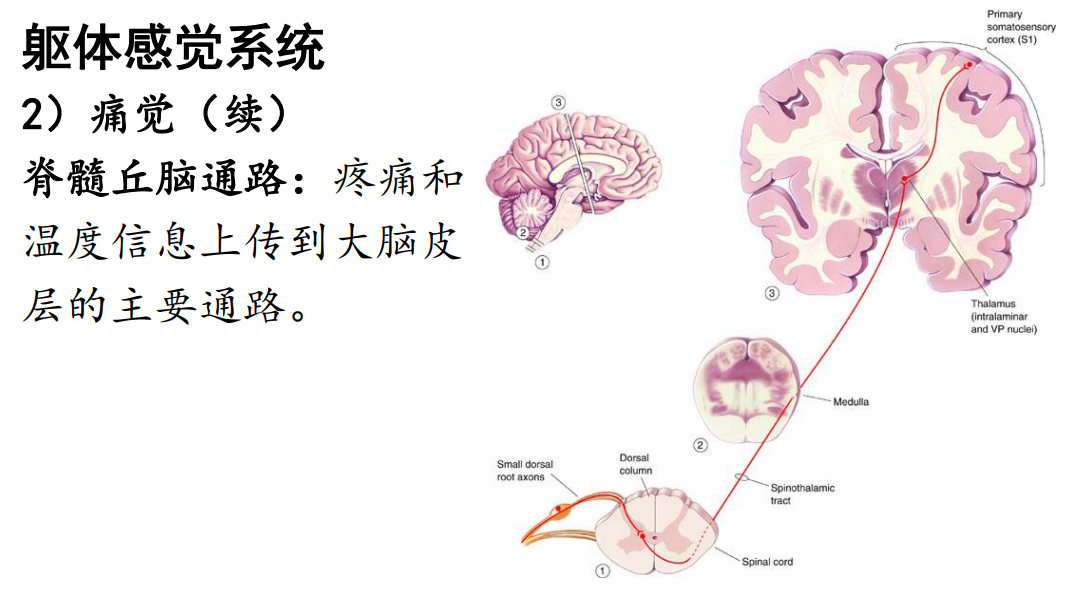 躯体感觉系统
2）痛觉（续）
脊髓丘脑通路：疼痛和
温度信息上传到大脑皮
层的主要通路。
Primary
somatosensory
cortex (S1)
③
②
①
③
Thalamus
(intralaminar
and VP nuclei)
Medulla
②
Small dorsal
root axons
Dorsal
column
Spinothalamic
tract
Spinal cord
①